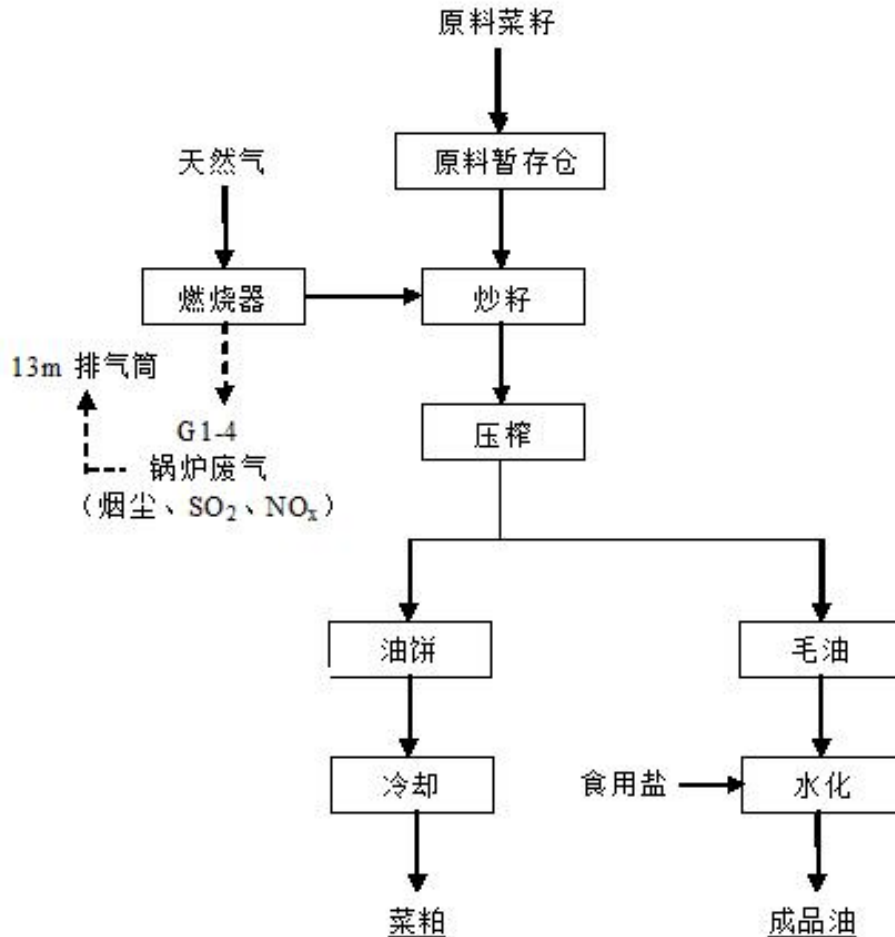 原料菜籽
天然气
原料暂存仓
燃烧器
炒籽
13m 排气筒
G1-4
锅炉废气
（烟尘、SO₂、NOₓ）
压榨
油饼
毛油
冷却
食用盐
水化
菜粕
成品油